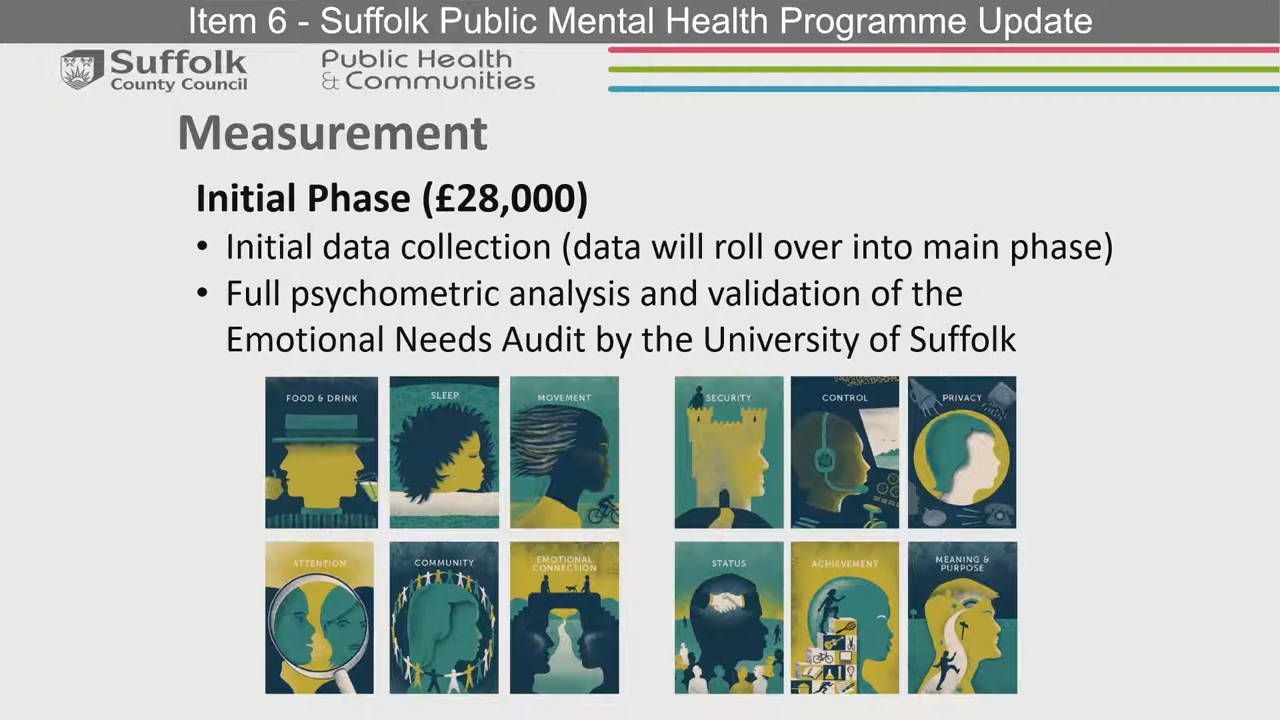 Item 6 - Suffolk Public Mental Health Programme Update
Suffolk
County Council
Public Health
& Communities
Measurement
Initial Phase (£28,000)
• Initial data collection (data will roll over into main phase)
• Full psychometric analysis and validation of the
Emotional Needs Audit by the University of Suffolk
FOOD & DRINK
SLEEP
MOVEMENT
SECURITY
CONTROL
PRIVACY
ATTENTION
COMMUNITY
EMOTIONAL
CONNECTION
STATUS
ACHIEVEMENT
MEANING &
PURPOSE